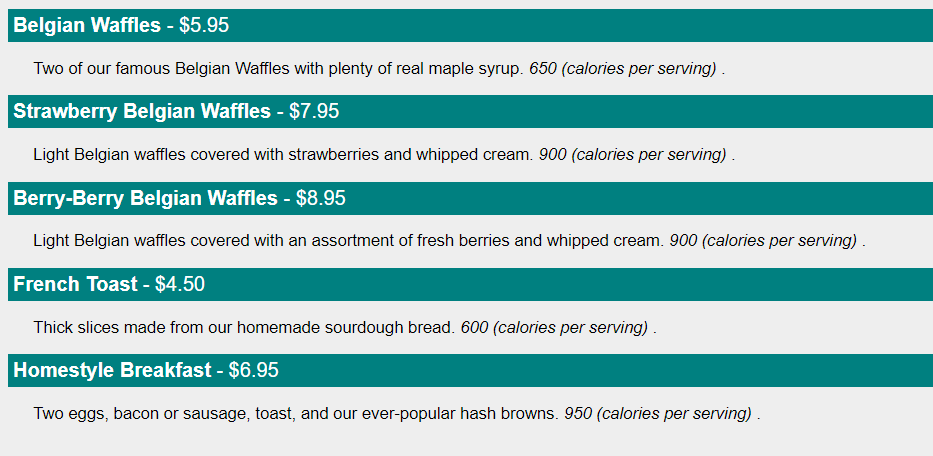 Belgian Waffles - $5.95
Two of our famous Belgian Waffles with plenty of real maple syrup. 650 (calories per serving) .
Strawberry Belgian Waffles - $7.95
Light Belgian waffles covered with strawberries and whipped cream. 900 (calories per serving) .
Berry-Berry Belgian Waffles - $8.95
Light Belgian waffles covered with an assortment of fresh berries and whipped cream. 900 (calories per serving) .
French Toast - $4.50
Thick slices made from our homemade sourdough bread. 600 (calories per serving) .
Homestyle Breakfast - $6.95
Two eggs, bacon or sausage, toast, and our ever-popular hash browns. 950 (calories per serving) .